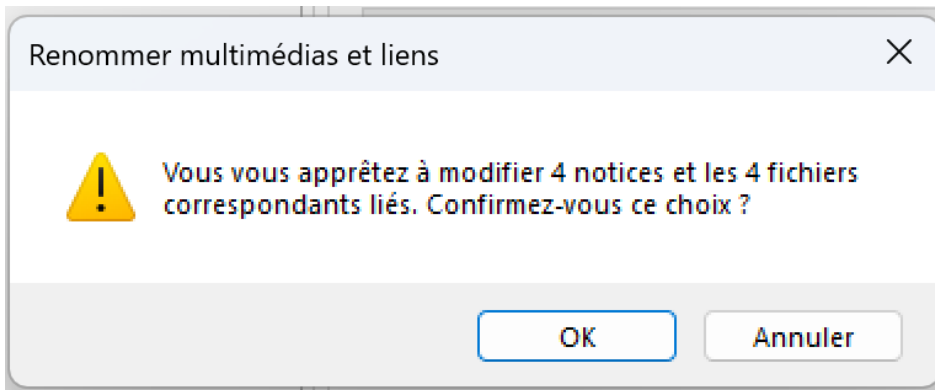 Renommer multimédias et liens
Vous vous apprêtez à modifier 4 notices et les 4 fichiers
correspondants liés. Confirmez-vous ce choix ?
OK
Annuler